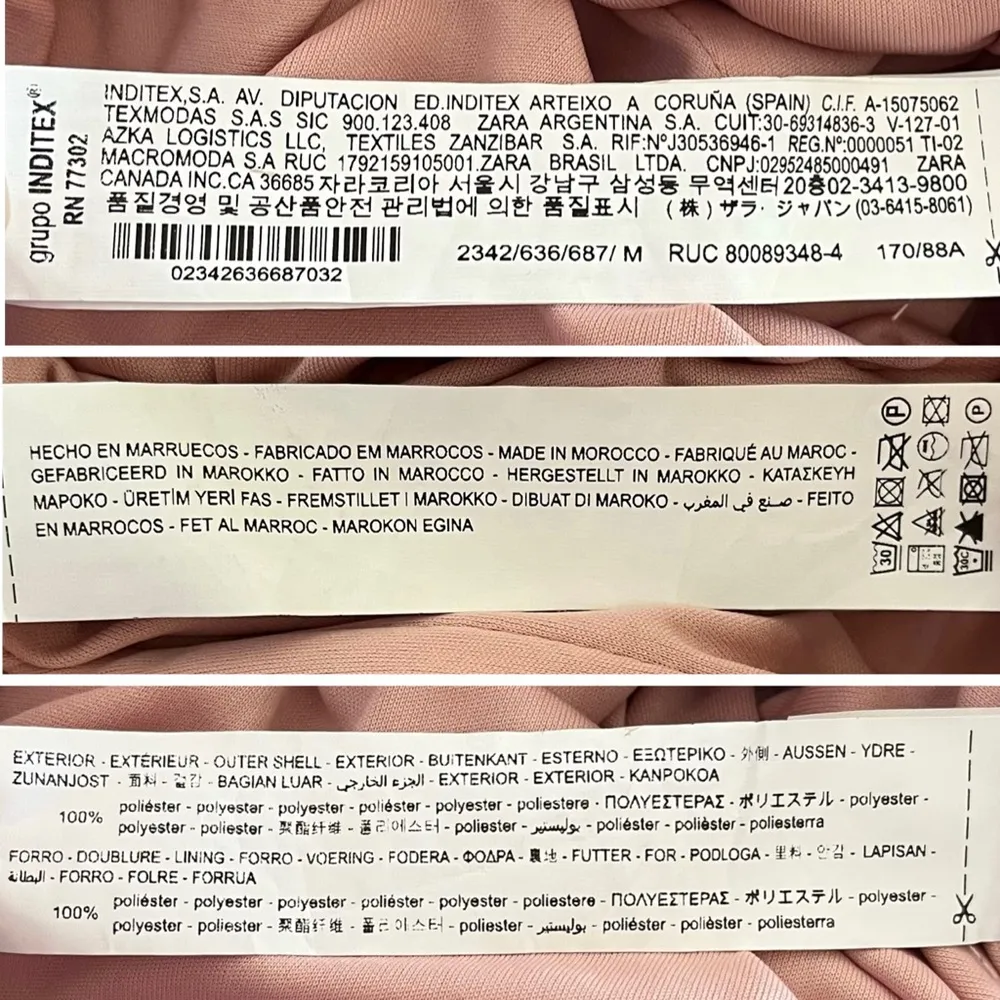 grupo INDITEX®
RN 77302
INDITEX,S.A. AV. DIPUTACION ED.INDITEX ARTEIXO A CORUÑA (SPAIN) C.I.F. A-15075062
TEXMODAS S.A.S SIC 900.123.408 ZARA ARGENTINA S.A. CUIT:30-69314836-3 V-127-01
AZKA LOGISTICS LLC, TEXTILES ZANZIBAR S.A. RIF:NºJ30536946-1 REG.Nº:0000051 TI-02
MACROMODA S.A RUC 1792159105001.ZARA BRASIL LTDA. CNPJ:02952485000491 ZARA
CANADA INC.CA 36685 자라코리아 서울시 강남구 삼성동 무역센터20층02-3413-9800
품질경영 및 공산품안전 관리법에 의한 품질표시 (株)ザラ・ジャパン(03-6415-8061)
02342636687032
2342/636/687/ M RUC 80089348-4 170/88A
HECHO EN MARRUECOS - FABRICADO EM MARROCOS - MADE IN MOROCCO - FABRIQUÉ AU MAROC -
GEFABRICEERD IN MAROKKO - FATTO IN MAROCCO - HERGESTELLT IN MAROKKO - ΚΑΤΑΣΚΕΥΗ
ΜΑΡΟΚΟ - ÜRETİM YERİ FAS - FREMSTILLET I MAROKKO - DIBUAT DI MAROKO - صنع في المغرب - FEITO
EN MARROCOS - FET AL MARROC - MAROKON EGINA
P P
30 30C
EXTERIOR - EXTÉRIEUR - OUTER SHELL - EXTERIOR - BUITENKANT - ESTERNO - ΕΞΩΤΕΡΙΚΟ - 外側 - AUSSEN - YDRE -
ZUNANJOST - 面料 - 겉감 - BAGIAN LUAR - الجزء الخارجي - EXTERIOR - EXTERIOR - KANPOKOA
100% poliéster - polyester - polyester - poliéster - polyester - poliestere - ΠΟΛΥΕΣΤΕΡΑΣ - ポリエステル - polyester -
polyester - poliester - 聚酯纤维 - 폴리에스터 - poliester - بوليستير - poliéster - polièster - poliesterra
FORRO - DOUBLURE - LINING - FORRO - VOERING - FODERA - ΦΟΔΡΑ - 裏地 - FUTTER - FOR - PODLOGA - 里料 - 안감 - LAPISAN -
البطانة - FORRO - FOLRE - FORRUA
100% poliéster - polyester - polyester - poliéster - polyester - poliestere - ΠΟΛΥΕΣΤΕΡΑΣ - ポリエステル - polyester -
polyester - poliester - 聚酯纤维 - 폴리에스터 - poliester - بوليستير - poliéster - polièster - poliesterra